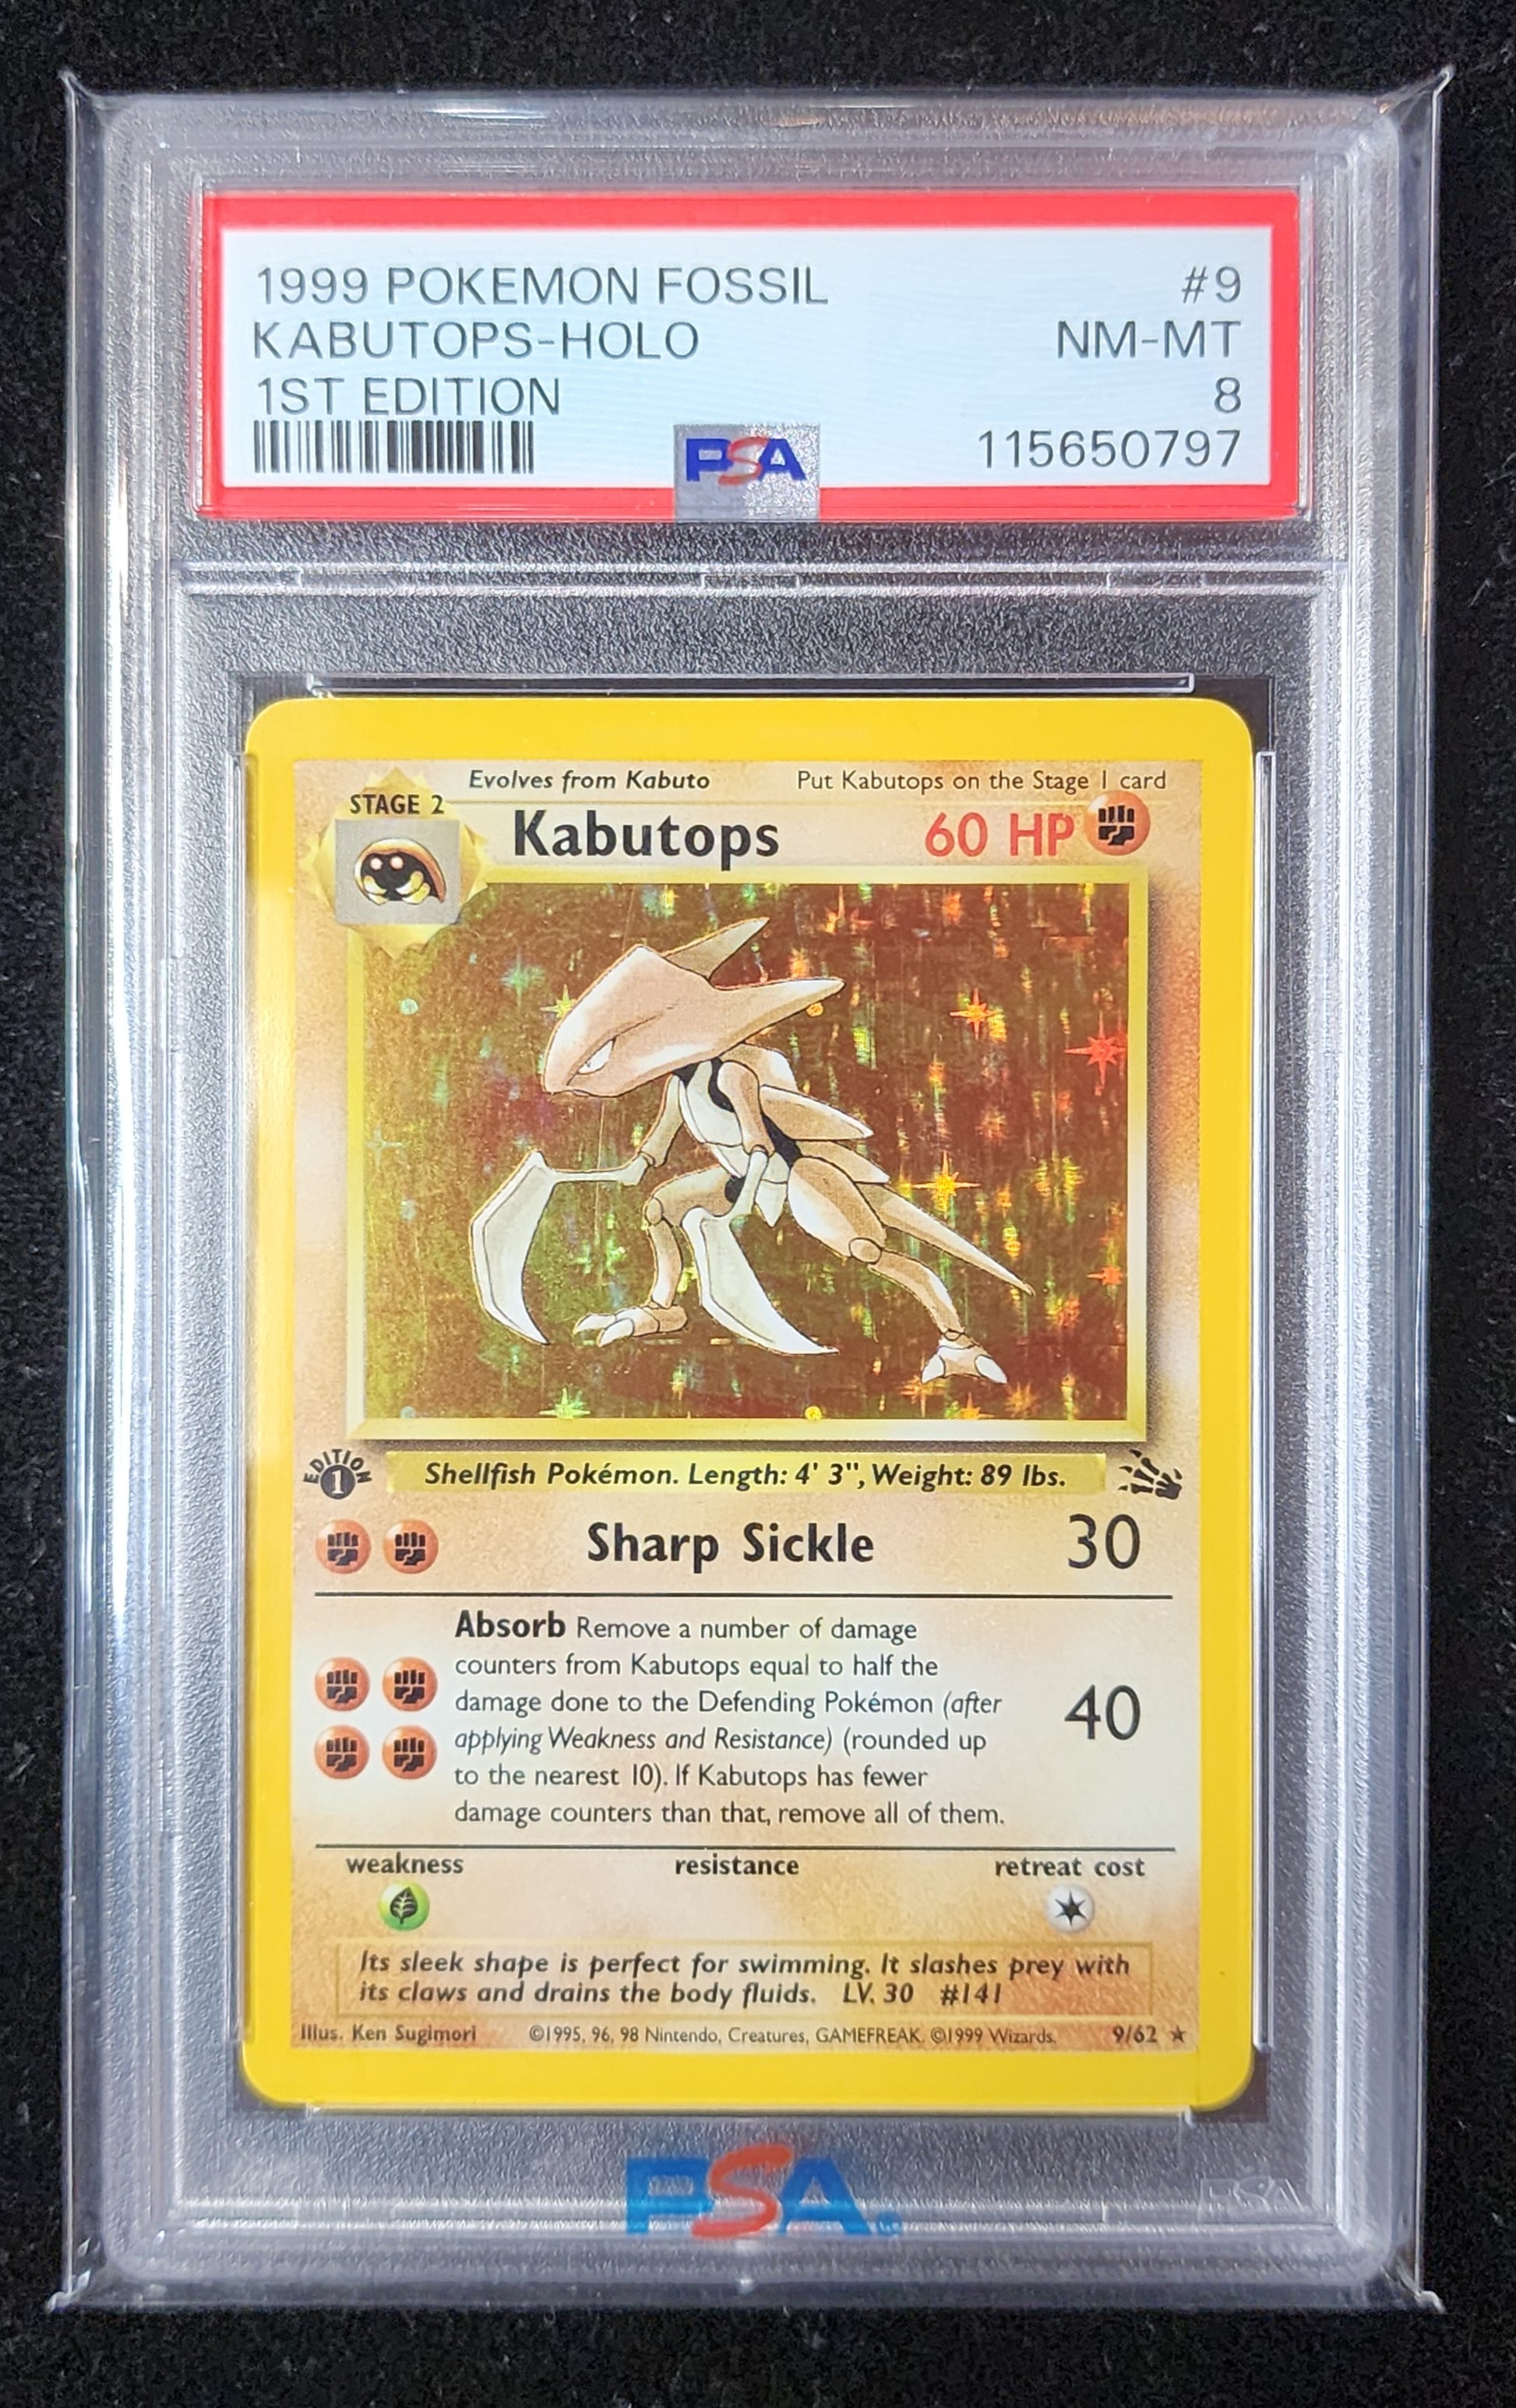 1999 POKEMON FOSSIL #9
KABUTOPS-HOLO NM-MT
1ST EDITION 8
PSA 115650797
Evolves from Kabuto Put Kabutops on the Stage 1 card
STAGE 2
Kabutops 60 HP
EDITION
1
Shellfish Pokémon. Length: 4' 3", Weight: 89 lbs.
Sharp Sickle 30
Absorb Remove a number of damage
counters from Kabutops equal to half the
damage done to the Defending Pokémon (after
applying Weakness and Resistance) (rounded up
to the nearest 10). If Kabutops has fewer
damage counters than that, remove all of them.
40
weakness resistance retreat cost
Its sleek shape is perfect for swimming. It slashes prey with
its claws and drains the body fluids. LV. 30 #141
Illus. Ken Sugimori ©1995, 96, 98 Nintendo, Creatures, GAMEFREAK. ©1999 Wizards. 9/62 ★
PSA
PSA